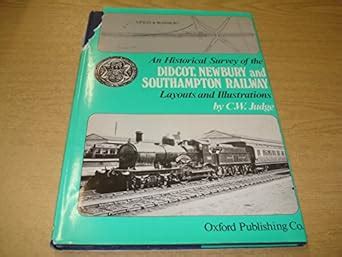 An Historical Survey of the
DIDCOT, NEWBURY and
SOUTHAMPTON RAILWAY
Layouts and Illustrations
by C.W. Judge
Oxford Publishing Co.